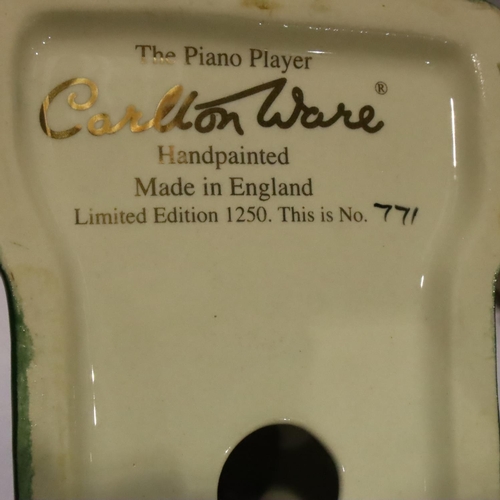 The Piano Player
Carlton Ware ®
Handpainted
Made in England
Limited Edition 1250. This is No. 771